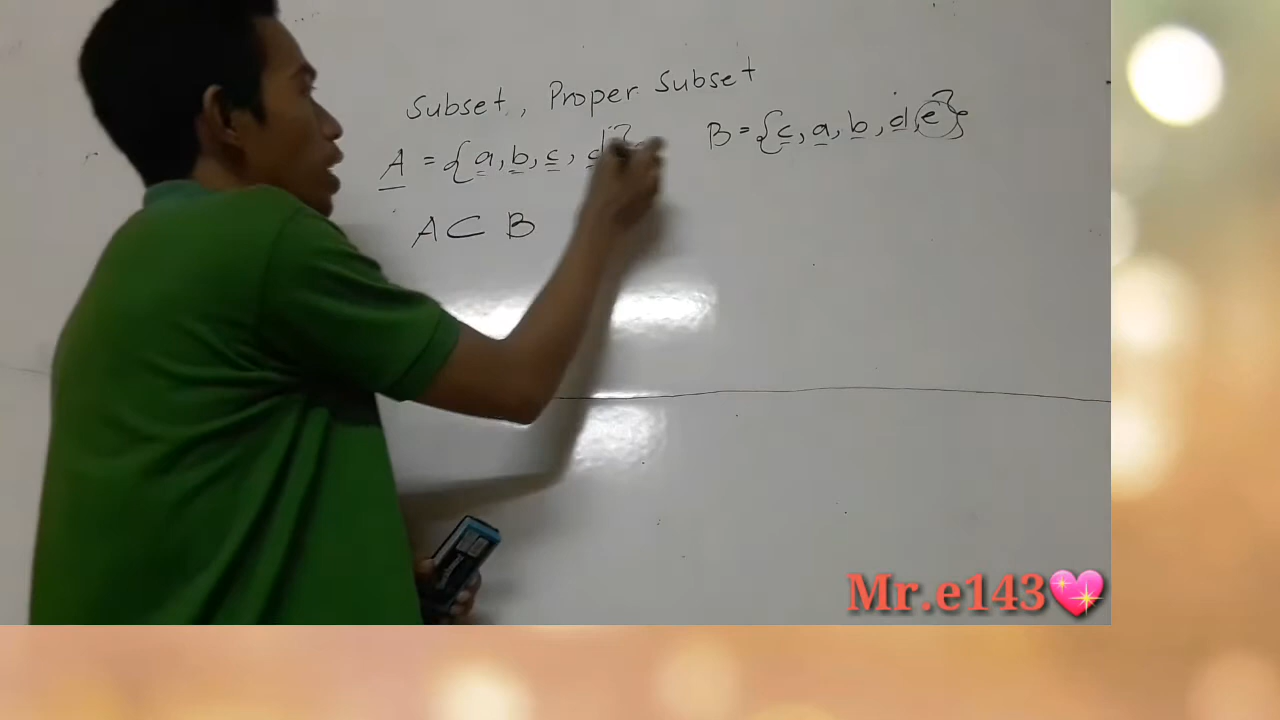 Subset, Proper Subset
A = {a, b, c, d} B = {c, a, b, d, e}
A ⊂ B
Mr.e143💖